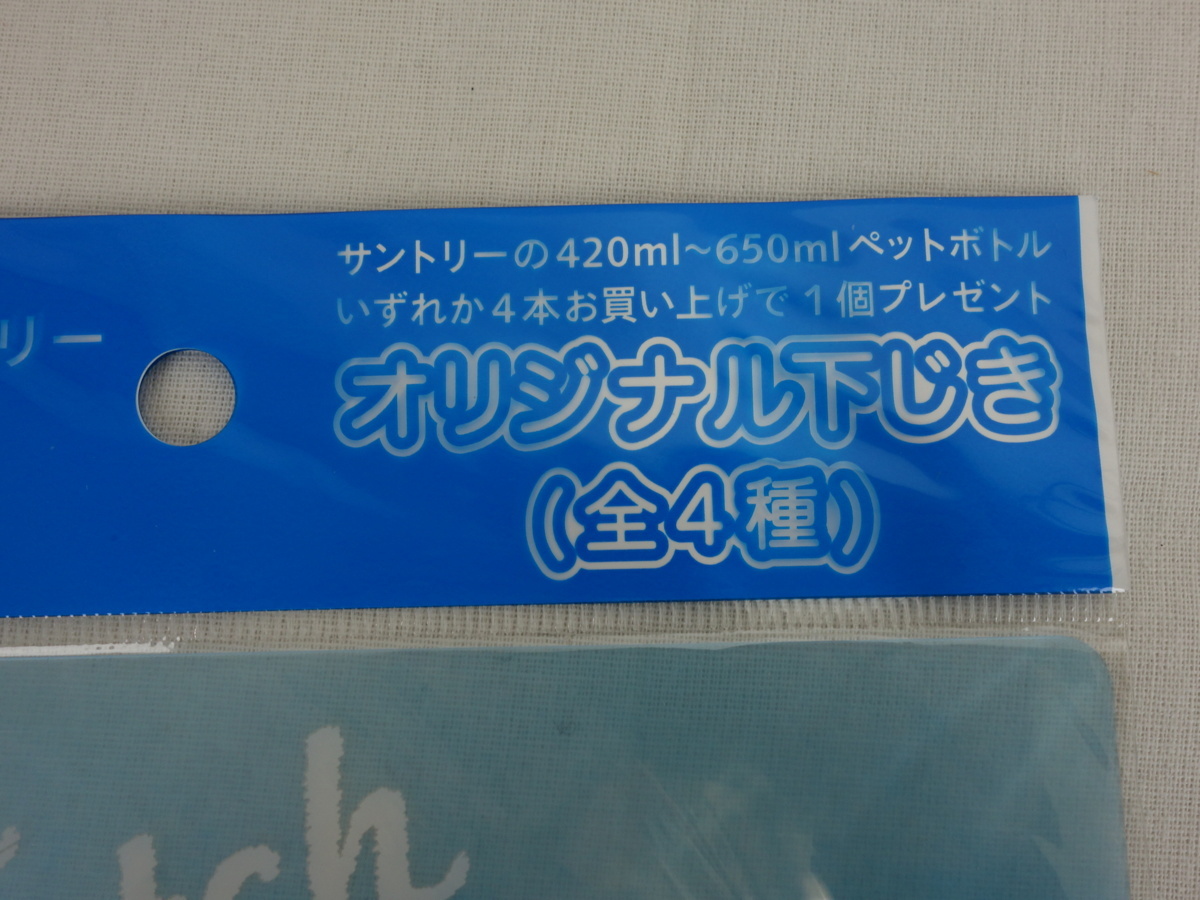 サントリーの420ml~650mlペットボトル
いずれか4本お買い上げで1個プレゼント
リー
オリジナル下じき
(全4種)